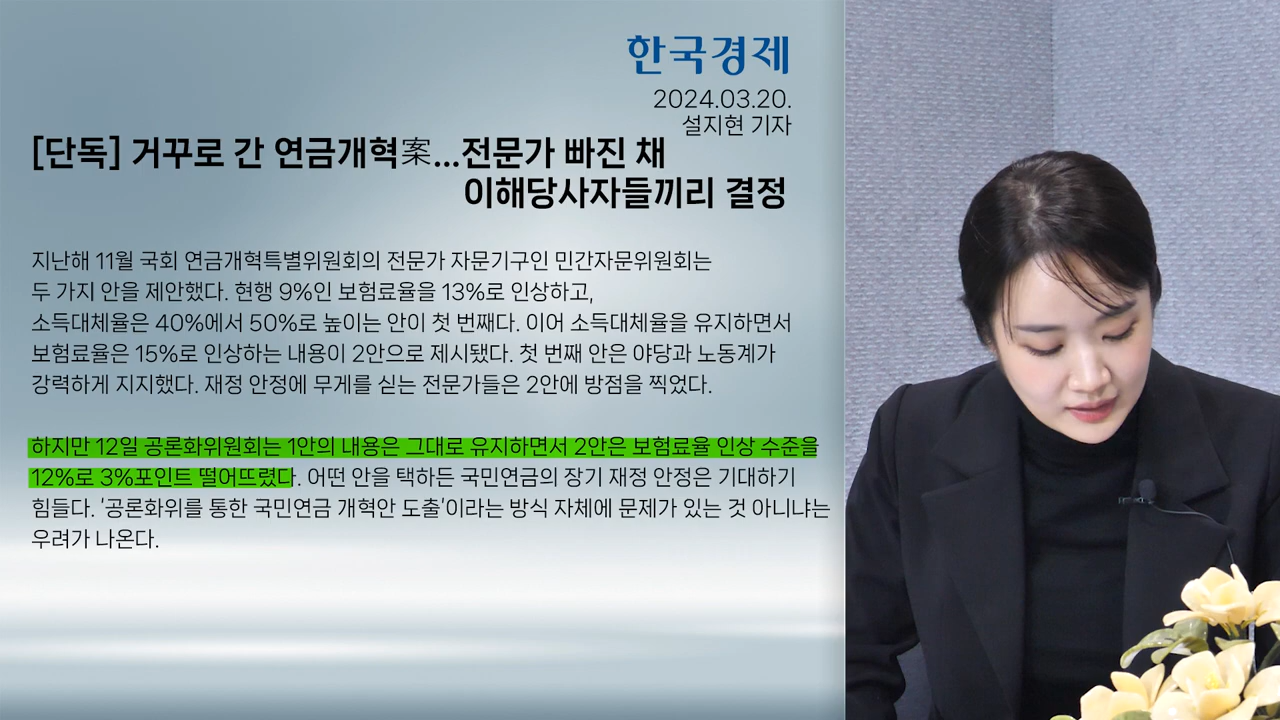 한국경제
2024.03.20.
설지현 기자
[단독] 거꾸로 간 연금개혁案...전문가 빠진 채
이해당사자들끼리 결정
지난해 11월 국회 연금개혁특별위원회의 전문가 자문기구인 민간자문위원회는
두 가지 안을 제안했다. 현행 9%인 보험료율을 13%로 인상하고,
소득대체율은 40%에서 50%로 높이는 안이 첫 번째다. 이어 소득대체율을 유지하면서
보험료율은 15%로 인상하는 내용이 2안으로 제시됐다. 첫 번째 안은 야당과 노동계가
강력하게 지지했다. 재정 안정에 무게를 싣는 전문가들은 2안에 방점을 찍었다.
하지만 12일 공론화위원회는 1안의 내용은 그대로 유지하면서 2안은 보험료율 인상 수준을
12%로 3%포인트 떨어뜨렸다. 어떤 안을 택하든 국민연금의 장기 재정 안정은 기대하기
힘들다. '공론화위를 통한 국민연금 개혁안 도출'이라는 방식 자체에 문제가 있는 것 아니냐는
우려가 나온다.